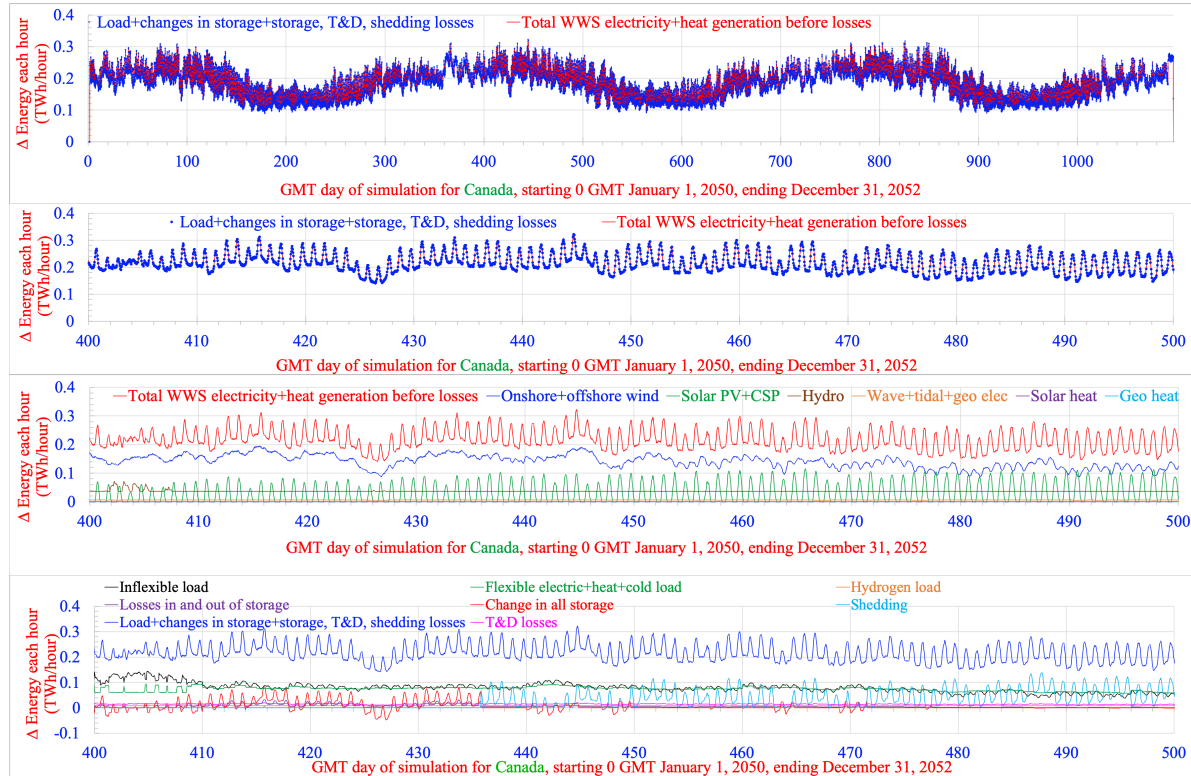 Load+changes in storage+storage, T&D, shedding losses —Total WWS electricity+heat generation before losses
Δ Energy each hour
(TWh/hour)
0.4
0.3
0.2
0.1
0
0 100 200 300 400 500 600 700 800 900 1000
GMT day of simulation for Canada, starting 0 GMT January 1, 2050, ending December 31, 2052
Load+changes in storage+storage, T&D, shedding losses —Total WWS electricity+heat generation before losses
Δ Energy each hour
(TWh/hour)
0.4
0.3
0.2
0.1
0
400 410 420 430 440 450 460 470 480 490 500
GMT day of simulation for Canada, starting 0 GMT January 1, 2050, ending December 31, 2052
—Total WWS electricity+heat generation before losses —Onshore+offshore wind —Solar PV+CSP —Hydro —Wave+tidal+geo elec —Solar heat —Geo heat
Δ Energy each hour
(TWh/hour)
0.4
0.3
0.2
0.1
0
400 410 420 430 440 450 460 470 480 490 500
GMT day of simulation for Canada, starting 0 GMT January 1, 2050, ending December 31, 2052
—Inflexible load —Flexible electric+heat+cold load —Hydrogen load
—Losses in and out of storage —Change in all storage —Shedding
—Load+changes in storage+storage, T&D, shedding losses —T&D losses
Δ Energy each hour
(TWh/hour)
0.4
0.3
0.2
0.1
0
-0.1
400 410 420 430 440 450 460 470 480 490 500
GMT day of simulation for Canada, starting 0 GMT January 1, 2050, ending December 31, 2052